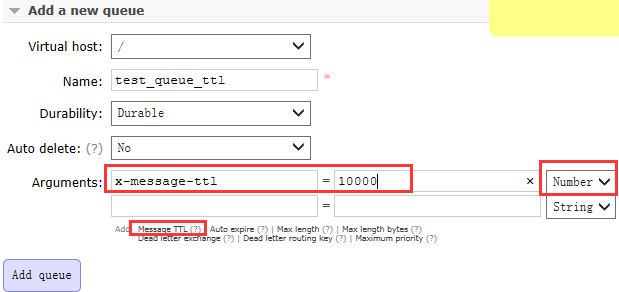 Add a new queue
Virtual host: /
Name: test_queue_ttl *
Durability: Durable
Auto delete: (?) No
Arguments: x-message-ttl = 10000 × Number
= String
Add Message TTL (?) Auto expire (?) | Max length (?) | Max length bytes (?)
Dead letter exchange (?) | Dead letter routing key (?) | Maximum priority (?)
Add queue